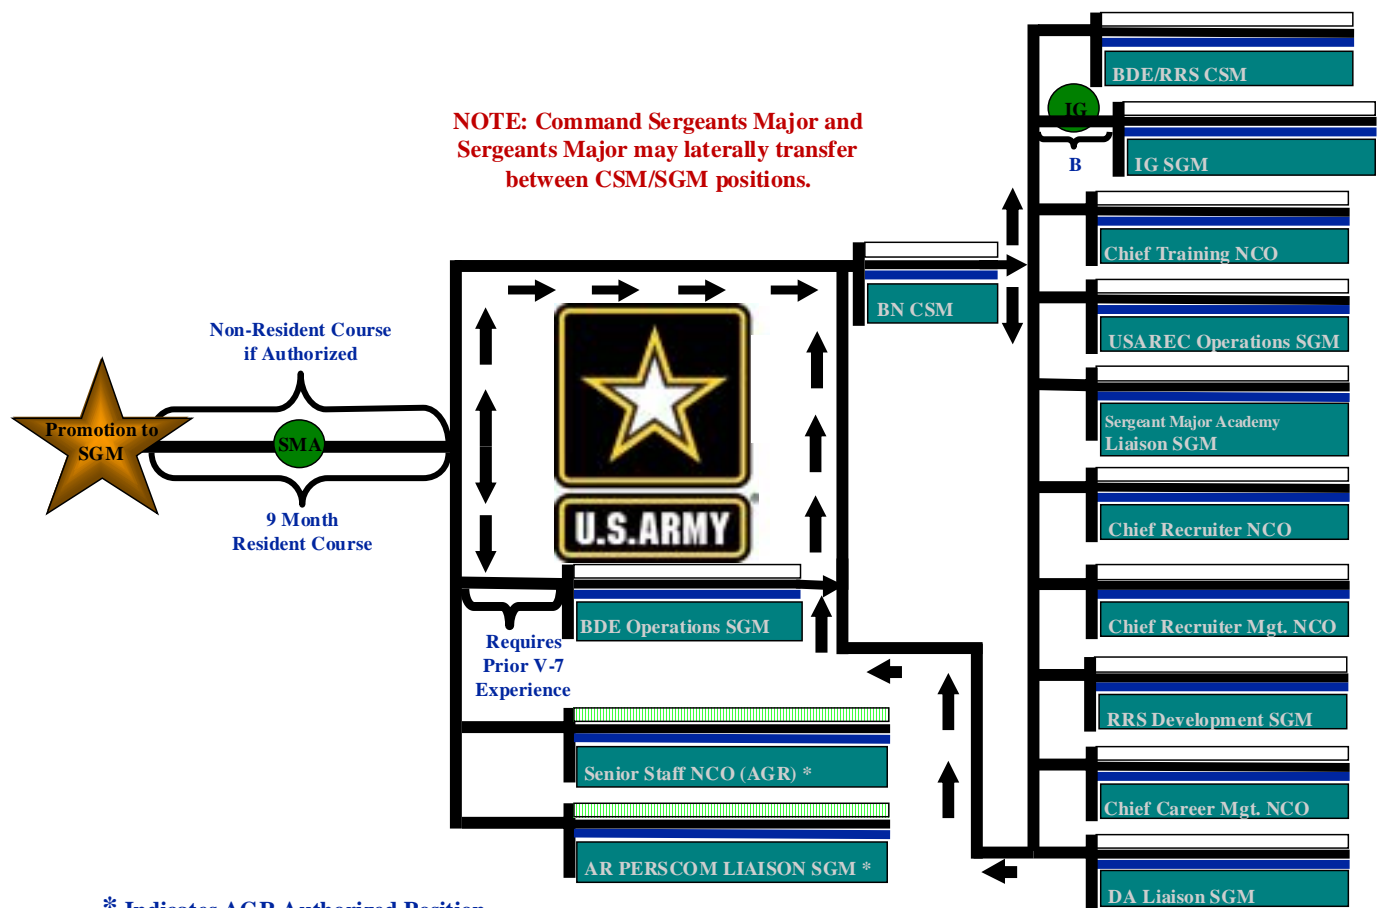 NOTE: Command Sergeants Major and
Sergeants Major may laterally transfer
between CSM/SGM positions.
Non-Resident Course
if Authorized
Promotion to
SGM
SMA
9 Month
Resident Course
U.S.ARMY
BN CSM
BDE Operations SGM
Requires
Prior V-7
Experience
Senior Staff NCO (AGR) *
AR PERSCOM LIAISON SGM *
* Indicates AGR Authorized Position
BDE/RRS CSM
IG
B
IG SGM
Chief Training NCO
USAREC Operations SGM
Sergeant Major Academy
Liaison SGM
Chief Recruiter NCO
Chief Recruiter Mgt. NCO
RRS Development SGM
Chief Career Mgt. NCO
DA Liaison SGM